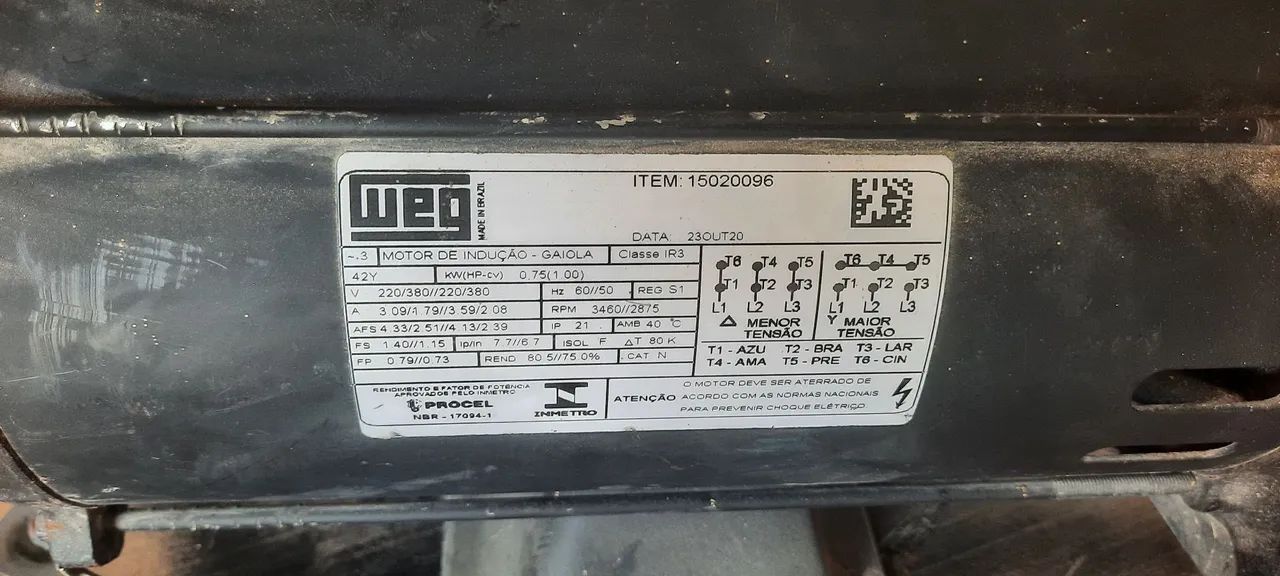 WEG
MADE IN BRAZIL
ITEM: 15020096
DATA: 23OUT20
~.3 MOTOR DE INDUÇÃO - GAIOLA Classe IR3
42Y kW(HP-cv) 0.75(1.00)
V 220/380//220/380 Hz 60//50 REG S1
A 3.09/1.79//3.59/2.08 RPM 3460//2875
AFS 4.33/2.51//4.13/2.39 IP 21 AMB 40 °C
FS 1.40//1.15 Ip/In 7.7//6.7 ISOL F ΔT 80 K
FP 0.79//0.73 REND 80.5//75.0% CAT N
T6 T4 T5
T1 T2 T3
L1 L2 L3
Δ MENOR TENSÃO
T6 T4 T5
T1 T2 T3
L1 L2 L3
Y MAIOR TENSÃO
T1 - AZU T2 - BRA T3 - LAR
T4 - AMA T5 - PRE T6 - CIN
RENDIMENTO E FATOR DE POTÊNCIA
APROVADOS PELO INMETRO
PROCEL
NBR - 17094-1
INMETRO
ATENÇÃO
O MOTOR DEVE SER ATERRADO DE
ACORDO COM AS NORMAS NACIONAIS
PARA PREVENIR CHOQUE ELÉTRICO